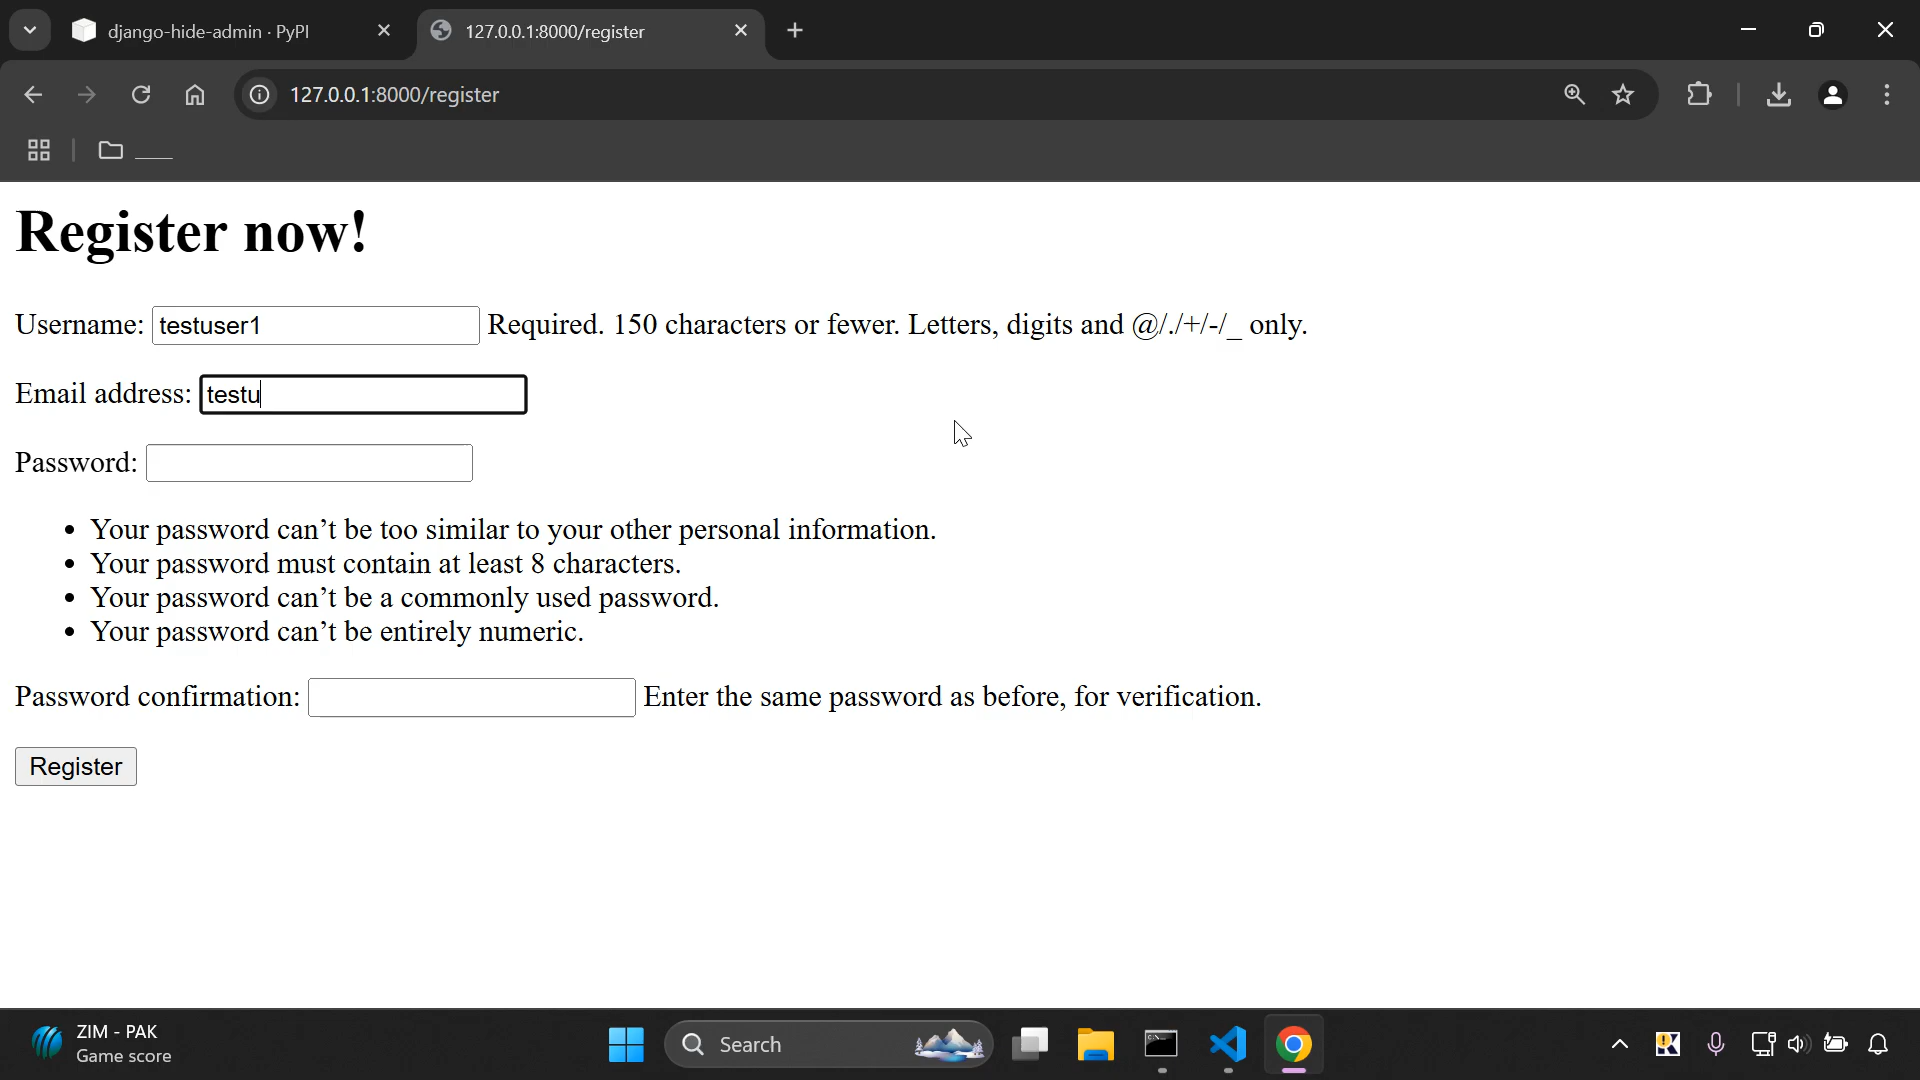 django-hide-admin · PyPI
127.0.0.1:8000/register
127.0.0.1:8000/register
____
Register now!
Username: testuser1 Required. 150 characters or fewer. Letters, digits and @/./+/-/_ only.
Email address: testu
Password:
• Your password can’t be too similar to your other personal information.
• Your password must contain at least 8 characters.
• Your password can’t be a commonly used password.
• Your password can’t be entirely numeric.
Password confirmation: Enter the same password as before, for verification.
Register
ZIM - PAK
Game score
Search